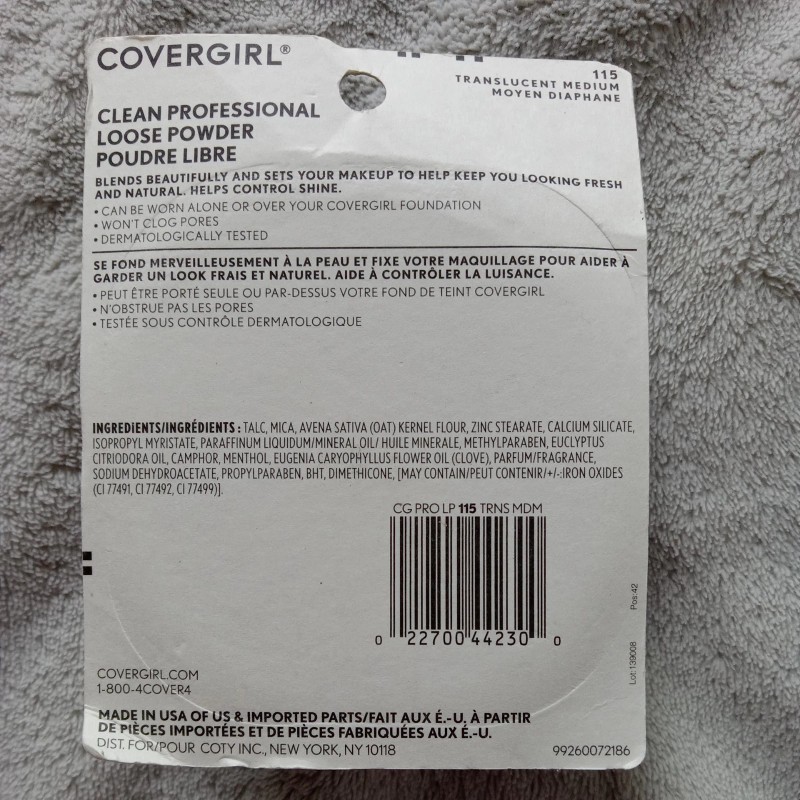 COVERGIRL®
115
TRANSLUCENT MEDIUM
MOYEN DIAPHANE
CLEAN PROFESSIONAL
LOOSE POWDER
POUDRE LIBRE
BLENDS BEAUTIFULLY AND SETS YOUR MAKEUP TO HELP KEEP YOU LOOKING FRESH
AND NATURAL. HELPS CONTROL SHINE.
• CAN BE WORN ALONE OR OVER YOUR COVERGIRL FOUNDATION
• WON'T CLOG PORES
• DERMATOLOGICALLY TESTED
SE FOND MERVEILLEUSEMENT À LA PEAU ET FIXE VOTRE MAQUILLAGE POUR AIDER À
GARDER UN LOOK FRAIS ET NATUREL. AIDE À CONTRÔLER LA LUISANCE.
• PEUT ÊTRE PORTÉ SEULE OU PAR-DESSUS VOTRE FOND DE TEINT COVERGIRL
• N'OBSTRUE PAS LES PORES
• TESTÉE SOUS CONTRÔLE DERMATOLOGIQUE
INGREDIENTS/INGRÉDIENTS : TALC, MICA, AVENA SATIVA (OAT) KERNEL FLOUR, ZINC STEARATE, CALCIUM SILICATE,
ISOPROPYL MYRISTATE, PARAFFINUM LIQUIDUM/MINERAL OIL/ HUILE MINERALE, METHYLPARABEN, EUCLYPTUS
CITRIODORA OIL, CAMPHOR, MENTHOL, EUGENIA CARYOPHYLLUS FLOWER OIL (CLOVE), PARFUM/FRAGRANCE,
SODIUM DEHYDROACETATE, PROPYLPARABEN, BHT, DIMETHICONE, [MAY CONTAIN/PEUT CONTENIR/+/-:IRON OXIDES
(CI 77491, CI 77492, CI 77499)].
CG PRO LP 115 TRNS MDM
0 22700 44230 0
Pos:42
Lot:139008
COVERGIRL.COM
1-800-4COVER4
MADE IN USA OF US & IMPORTED PARTS/FAIT AUX É.-U, À PARTIR
DE PIÈCES IMPORTÉES ET DE PIÈCES FABRIQUÉES AUX É.-U.
DIST. FOR/POUR COTY INC., NEW YORK, NY 10118
99260072186